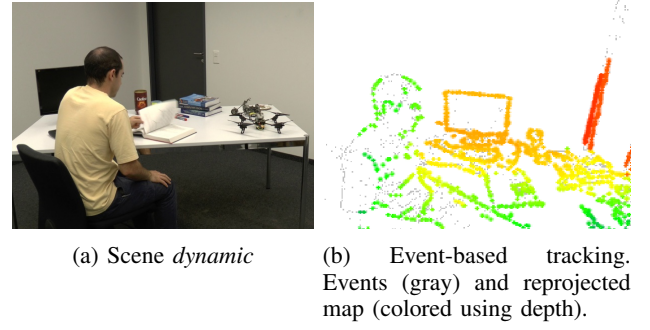 (a) Scene dynamic
(b) Event-based tracking.
Events (gray) and reprojected
map (colored using depth).